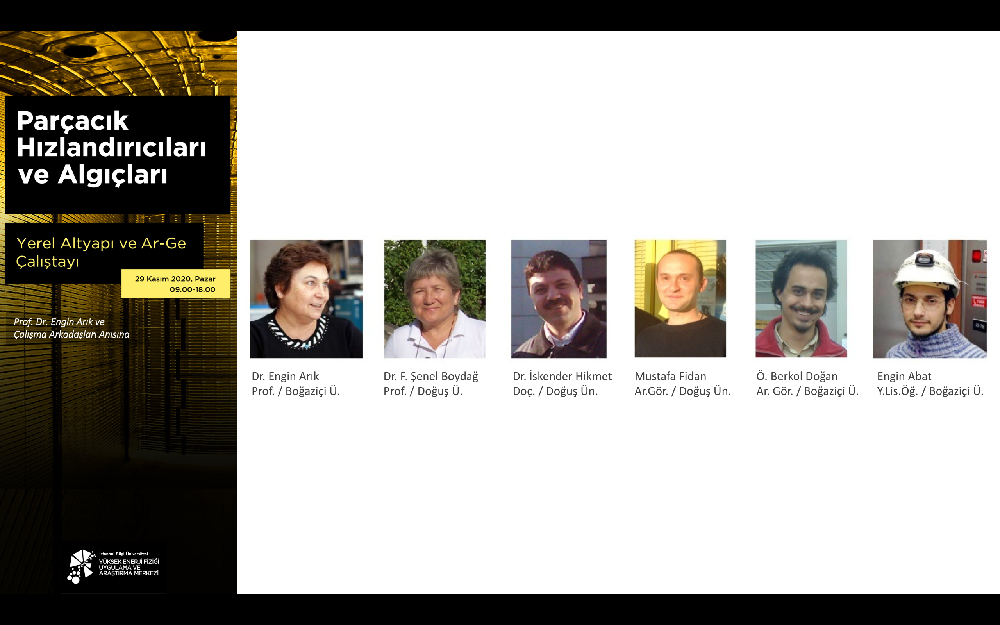 Parçacık
Hızlandırıcıları
ve Algıçları
Yerel Altyapı ve Ar-Ge
Çalıştayı
29 Kasım 2020, Pazar
09.00-18.00
Prof. Dr. Engin Arık ve
Çalışma Arkadaşları Anısına
İstanbul Bilgi Üniversitesi
YÜKSEK ENERJİ FİZİĞİ
UYGULAMA VE
ARAŞTIRMA MERKEZİ
Dr. Engin Arık
Prof. / Boğaziçi Ü.
Dr. F. Şenel Boydağ
Prof. / Doğuş Ü.
Dr. İskender Hikmet
Doç. / Doğuş Ün.
Mustafa Fidan
Ar.Gör. / Doğuş Ün.
Ö. Berkol Doğan
Ar. Gör. / Boğaziçi Ü.
Engin Abat
Y.Lis.Öğ. / Boğaziçi Ü.